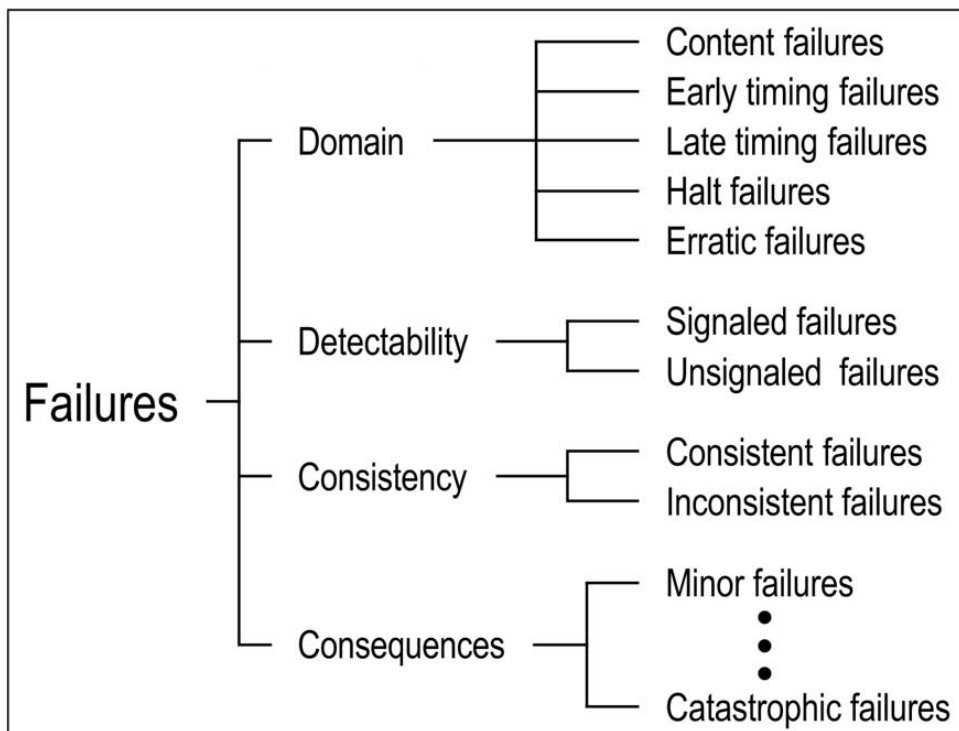 Failures
Domain
Content failures
Early timing failures
Late timing failures
Halt failures
Erratic failures
Detectability
Signaled failures
Unsignaled failures
Consistency
Consistent failures
Inconsistent failures
Consequences
Minor failures
Catastrophic failures